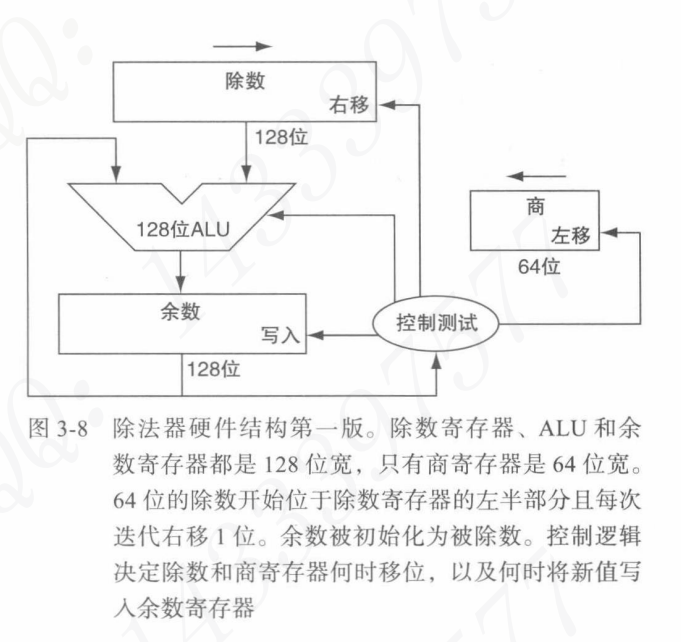 除数
右移
128位
128位ALU
商
左移
64位
余数
写入
控制测试
128位
图 3-8 除法器硬件结构第一版。除数寄存器、ALU 和余
数寄存器都是 128 位宽，只有商寄存器是 64 位宽。
64 位的除数开始位于除数寄存器的左半部分且每次
迭代右移 1 位。余数被初始化为被除数。控制逻辑
决定除数和商寄存器何时移位，以及何时将新值写
入余数寄存器